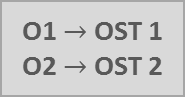 O1 → OST 1
O2 → OST 2